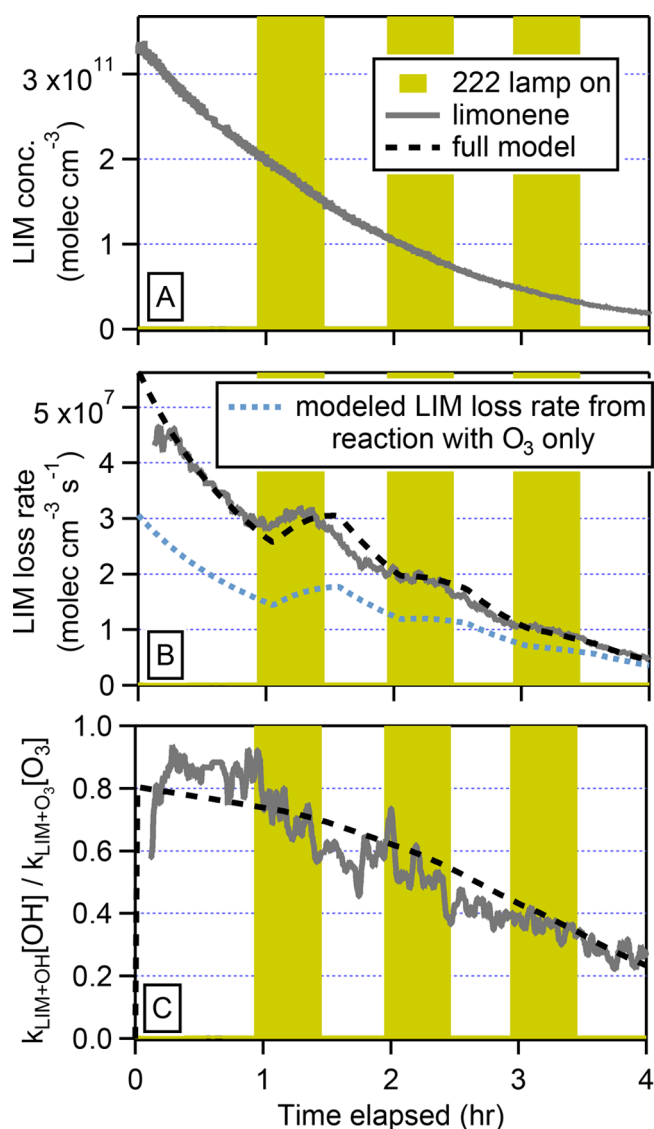 3 x10¹¹
2
1
0
LIM conc.
(molec cm⁻³)
222 lamp on
limonene
full model
A
5 x10⁷
4
3
2
1
0
LIM loss rate
(molec cm⁻³ s⁻¹)
modeled LIM loss rate from
reaction with O₃ only
B
1.0
0.8
0.6
0.4
0.2
0.0
k_LIM+OH[OH] / k_LIM+O₃[O₃]
C
0
1
2
3
4
Time elapsed (hr)